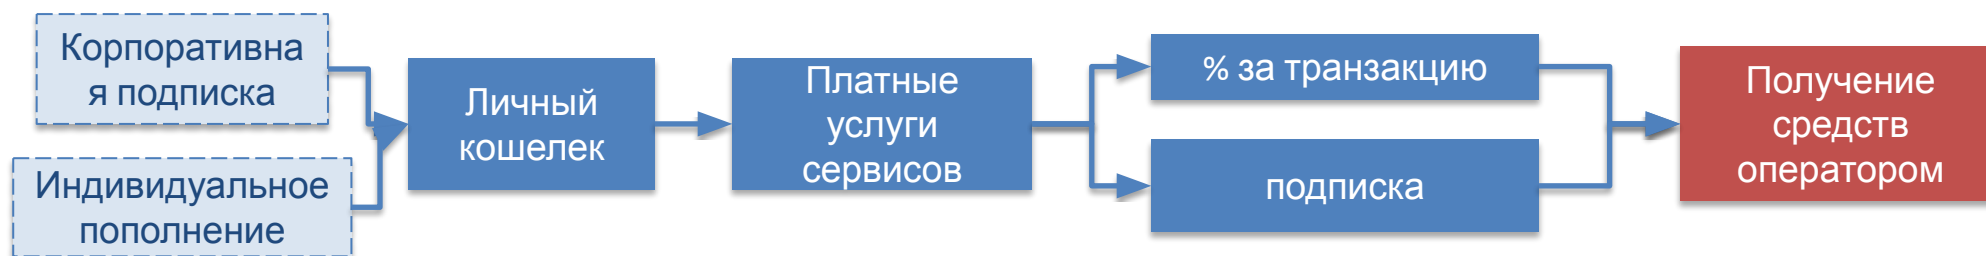 Корпоративна
я подписка
Индивидуальное
пополнение
Личный
кошелек
Платные
услуги
сервисов
% за транзакцию
подписка
Получение
средств
оператором